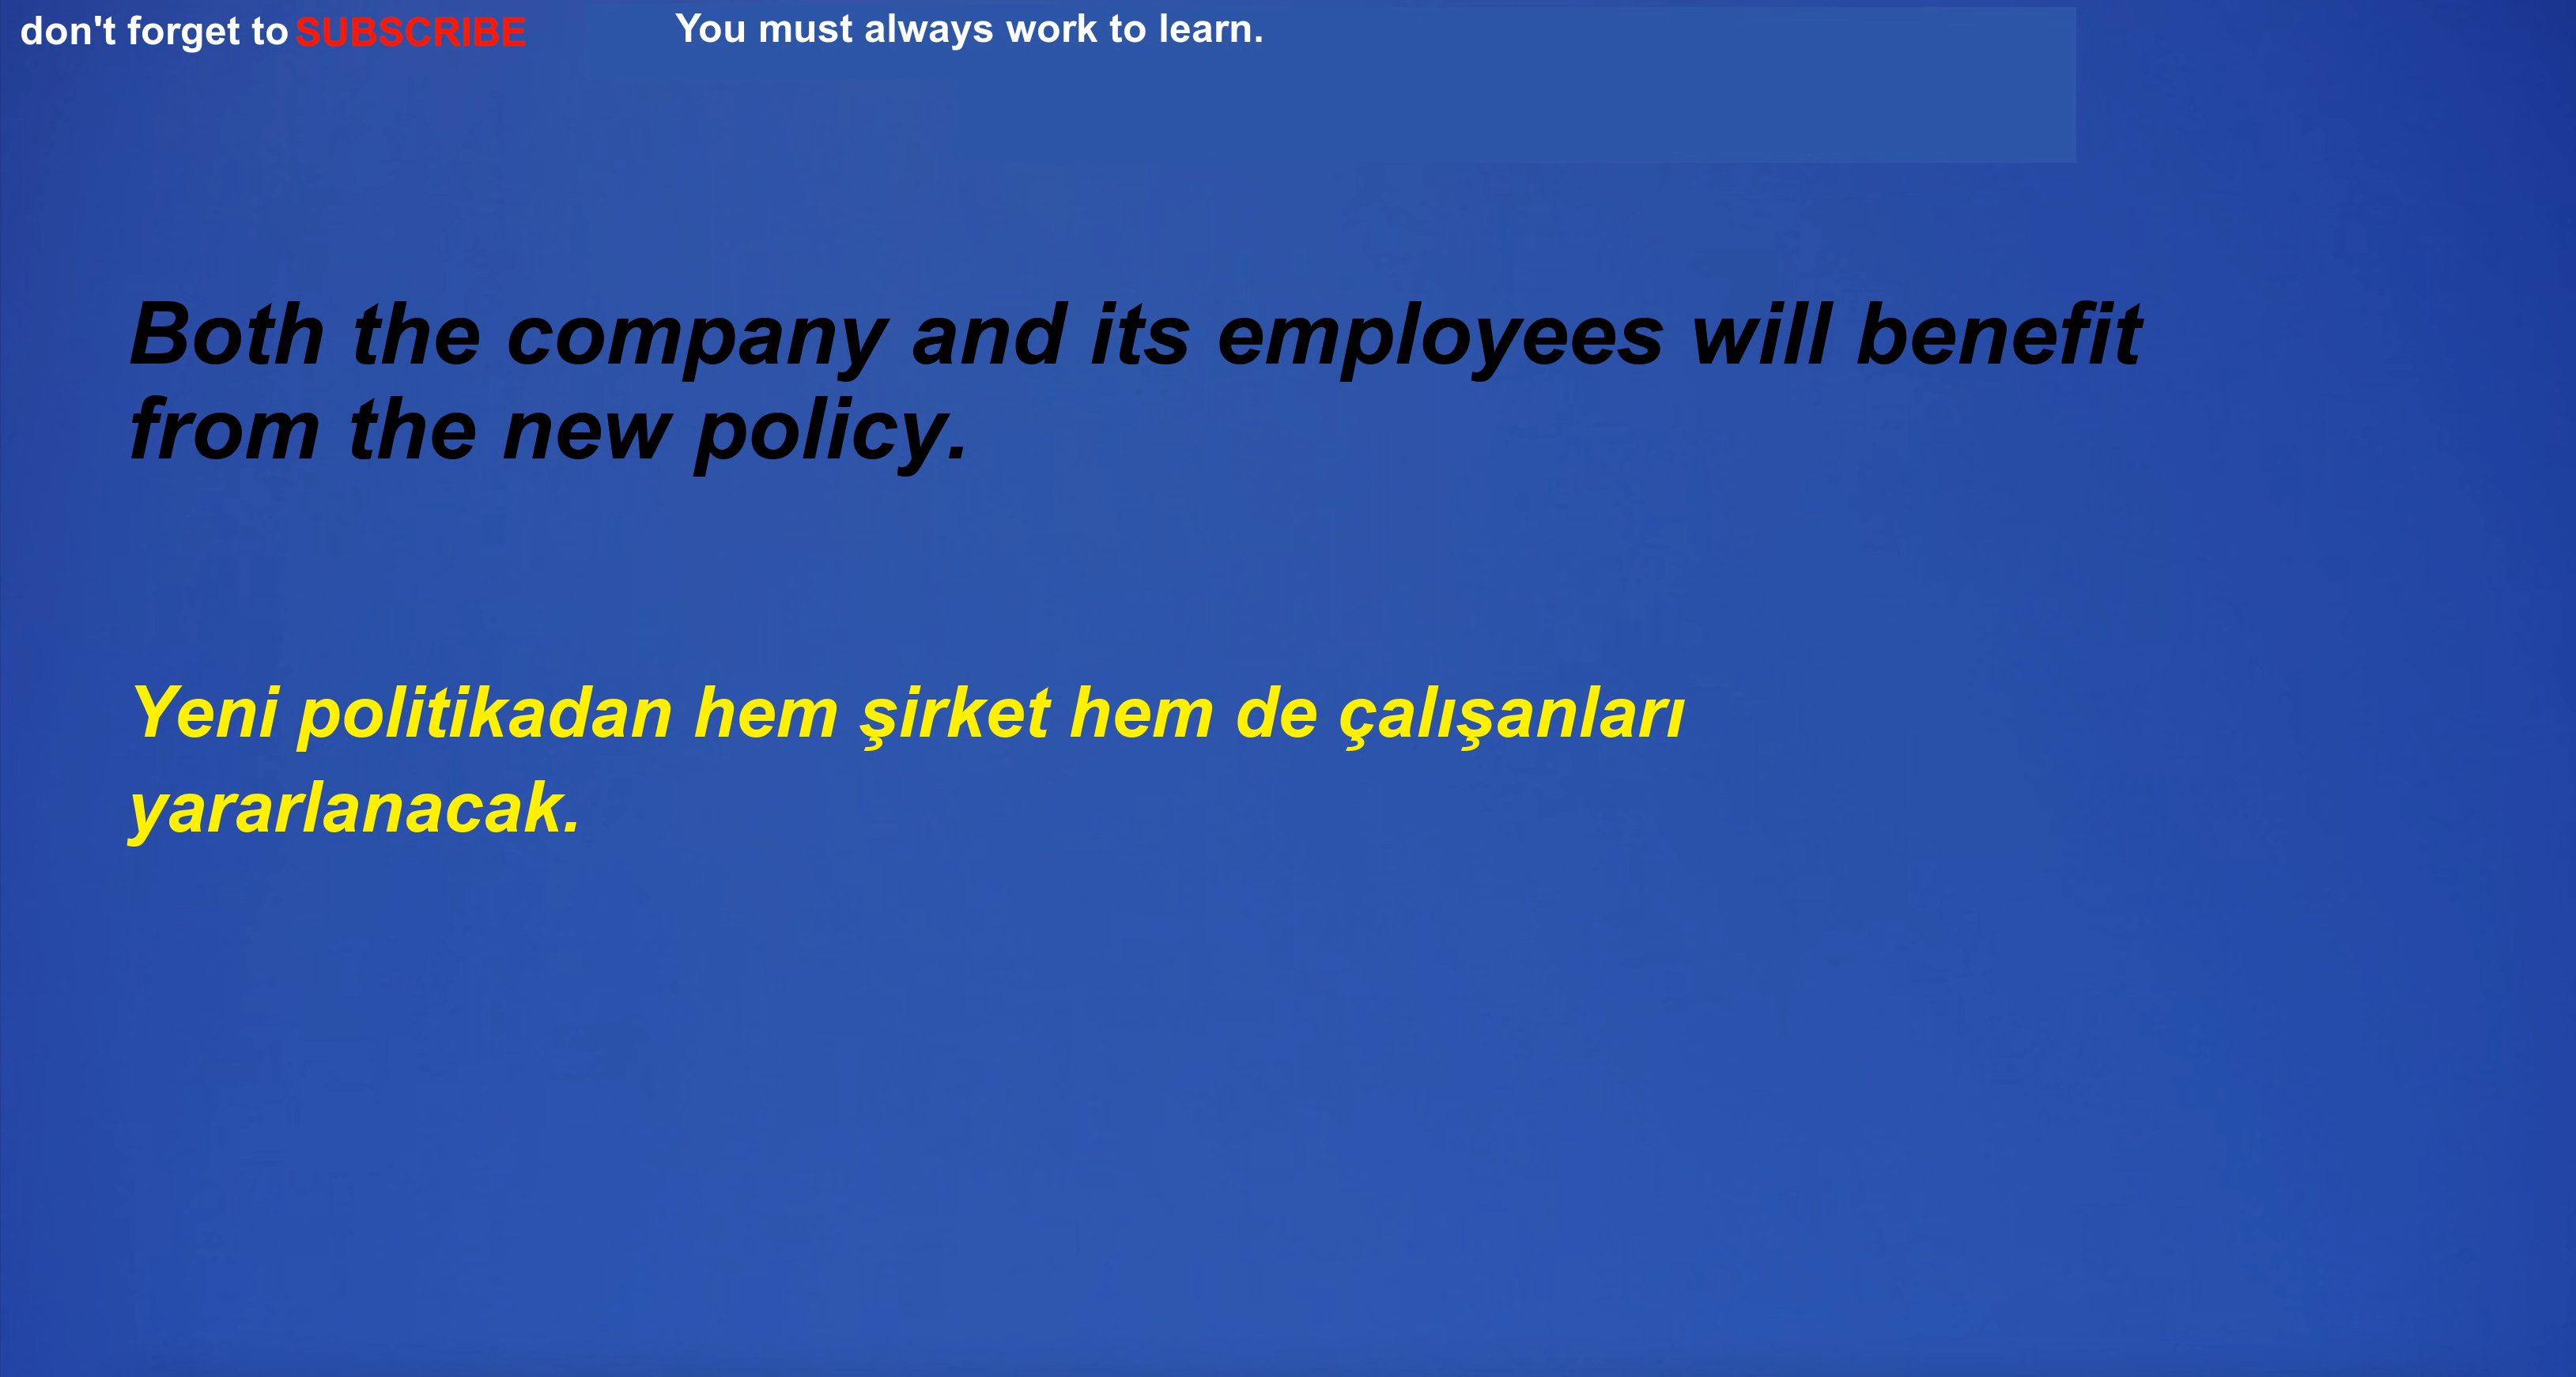 don't forget to SUBSCRIBE
You must always work to learn.
Both the company and its employees will benefit
from the new policy.
Yeni politikadan hem şirket hem de çalışanları
yararlanacak.